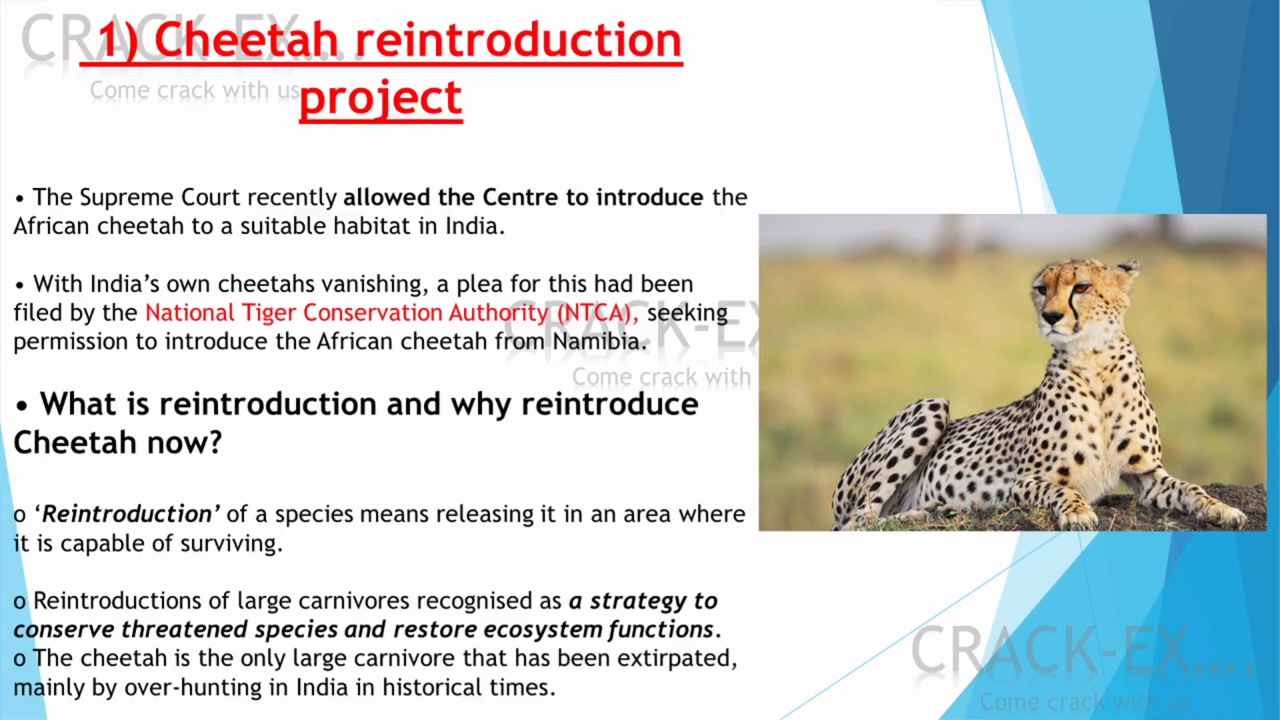 CRACK-EX....
Come crack with us
1) Cheetah reintroduction
project
• The Supreme Court recently allowed the Centre to introduce the
African cheetah to a suitable habitat in India.
• With India’s own cheetahs vanishing, a plea for this had been
filed by the National Tiger Conservation Authority (NTCA), seeking
permission to introduce the African cheetah from Namibia.
CRACK-EX
Come crack with
• What is reintroduction and why reintroduce
Cheetah now?
o ‘Reintroduction’ of a species means releasing it in an area where
it is capable of surviving.
o Reintroductions of large carnivores recognised as a strategy to
conserve threatened species and restore ecosystem functions.
o The cheetah is the only large carnivore that has been extirpated,
mainly by over-hunting in India in historical times.
CRACK-EX....
Come crack with us